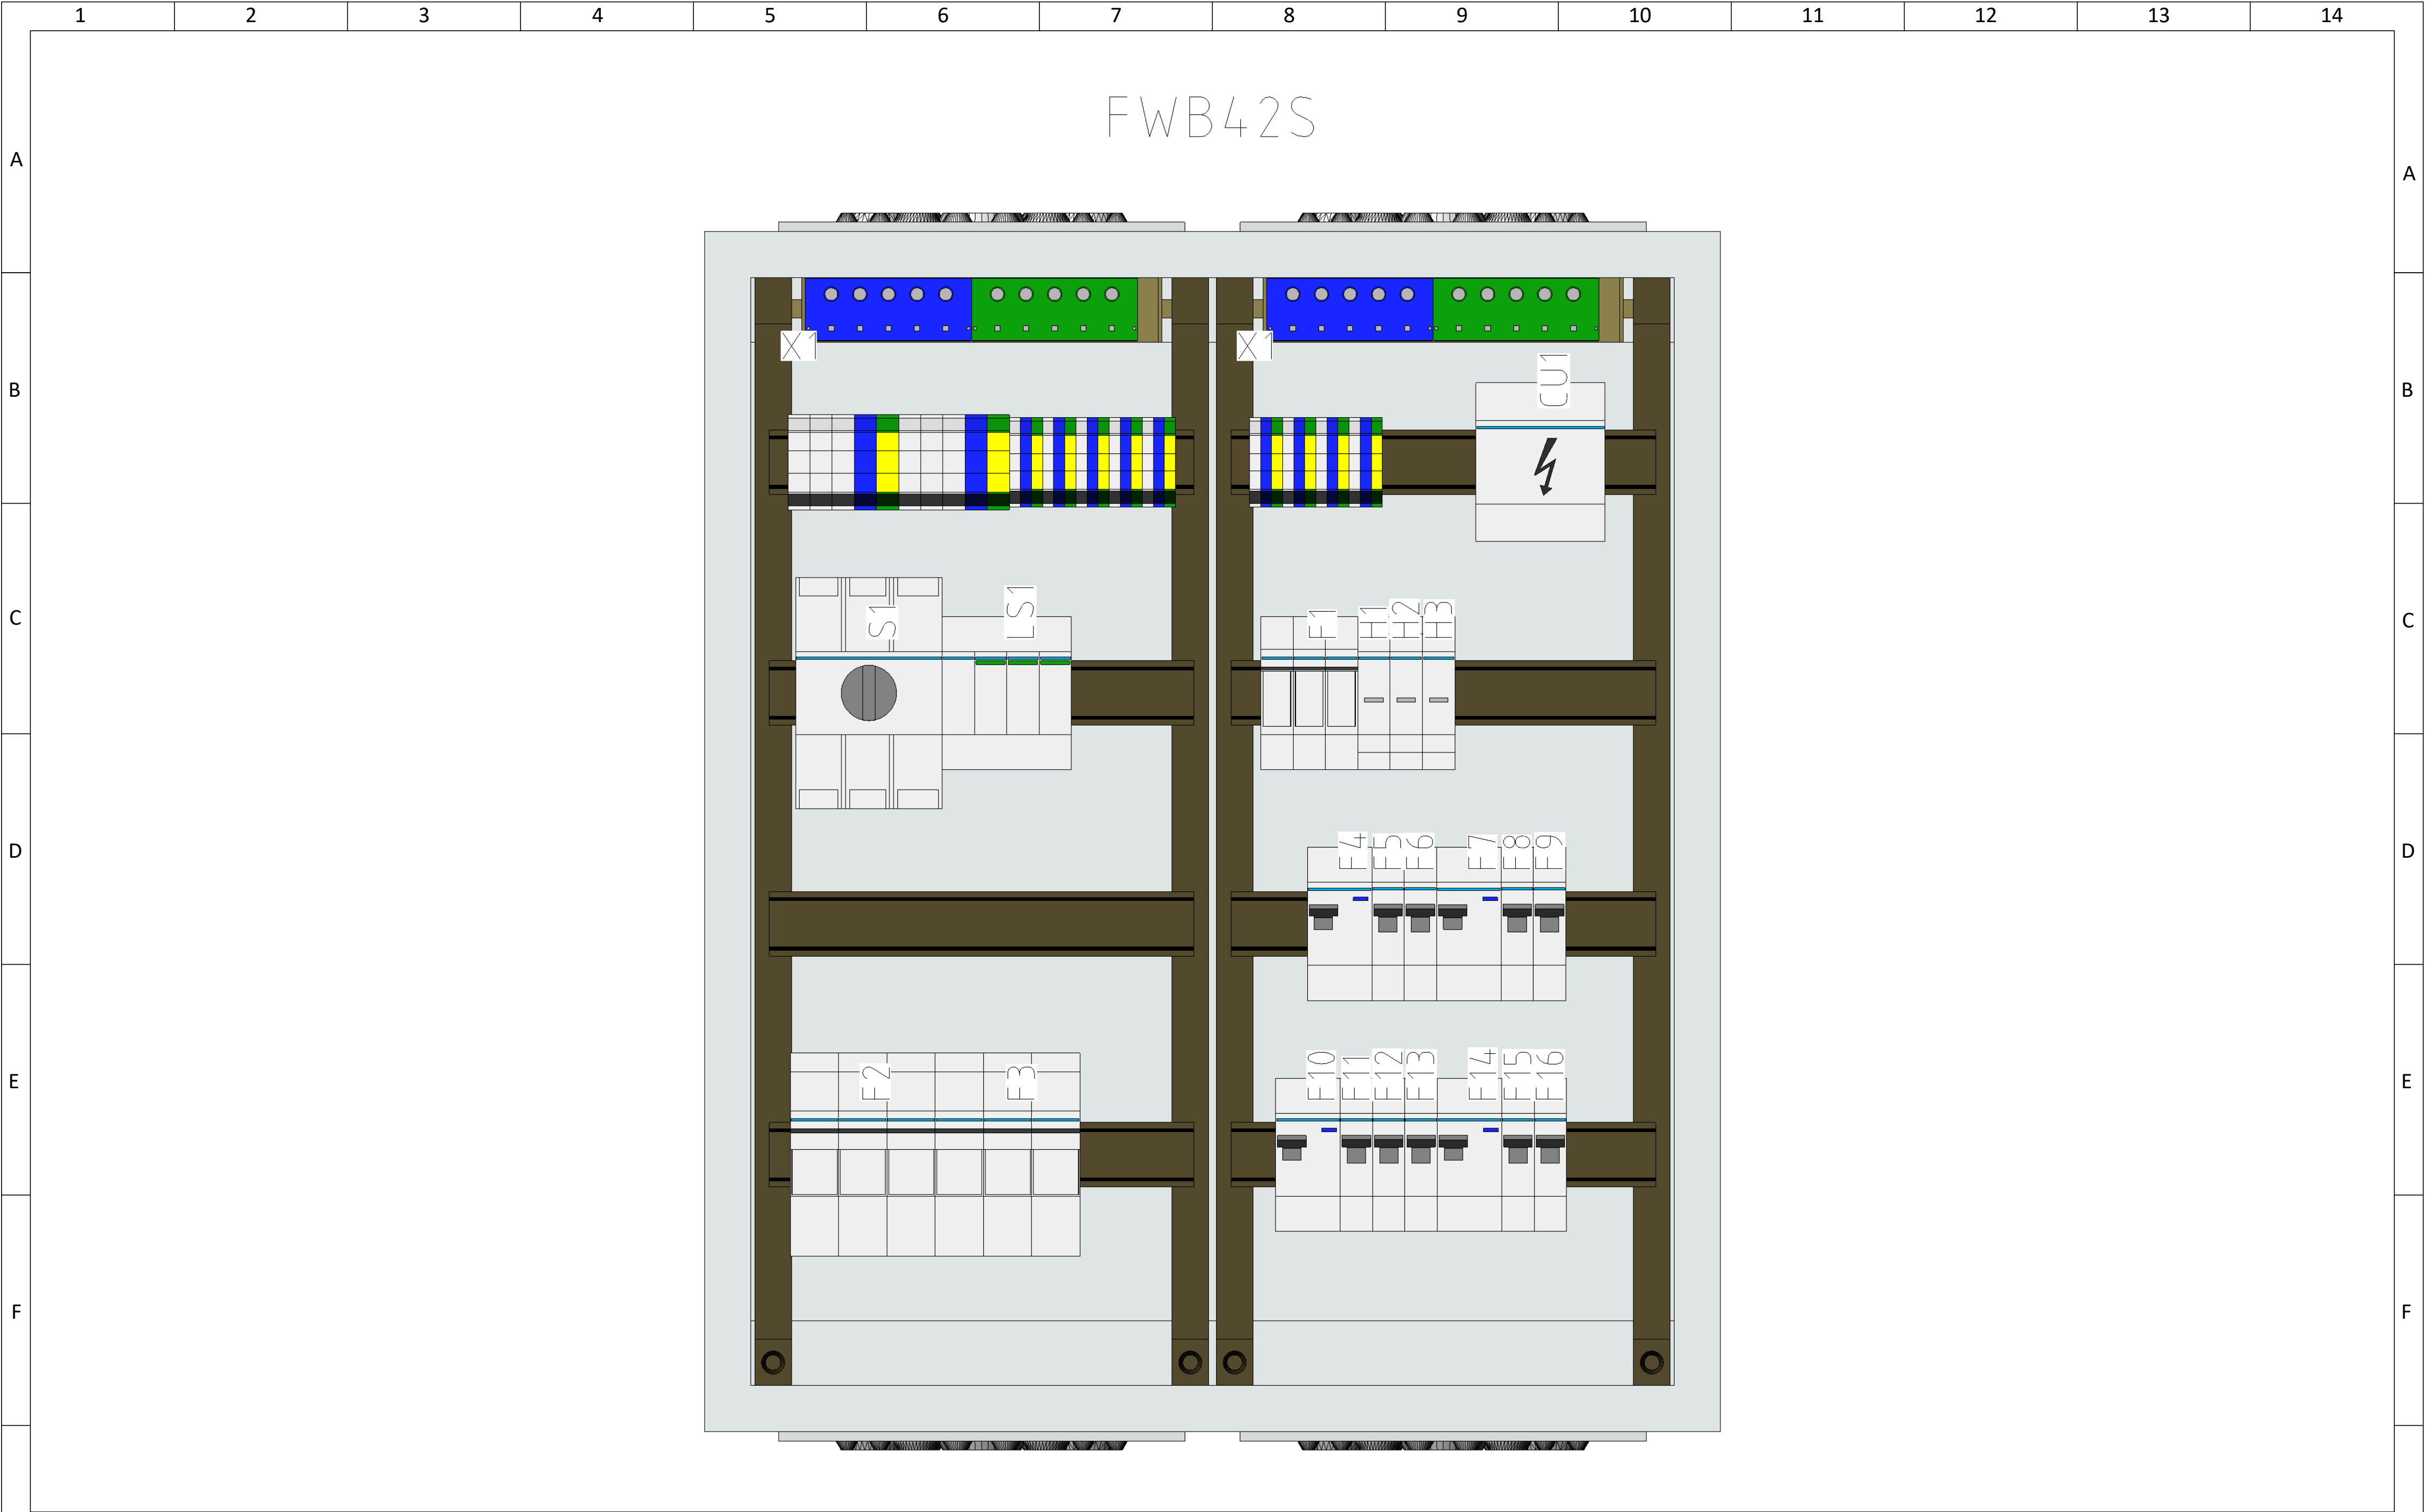 1 2 3 4 5 6 7 8 9 10 11 12 13 14
FWB42S
A A
X1 X1
CU1
B B
S1 LS1 F1 H1 H2 H3
C C
F4 F5 F6 F7 F8 F9
D D
F2 F3 F10 F11 F12 F13 F14 F15 F16
E E
F F